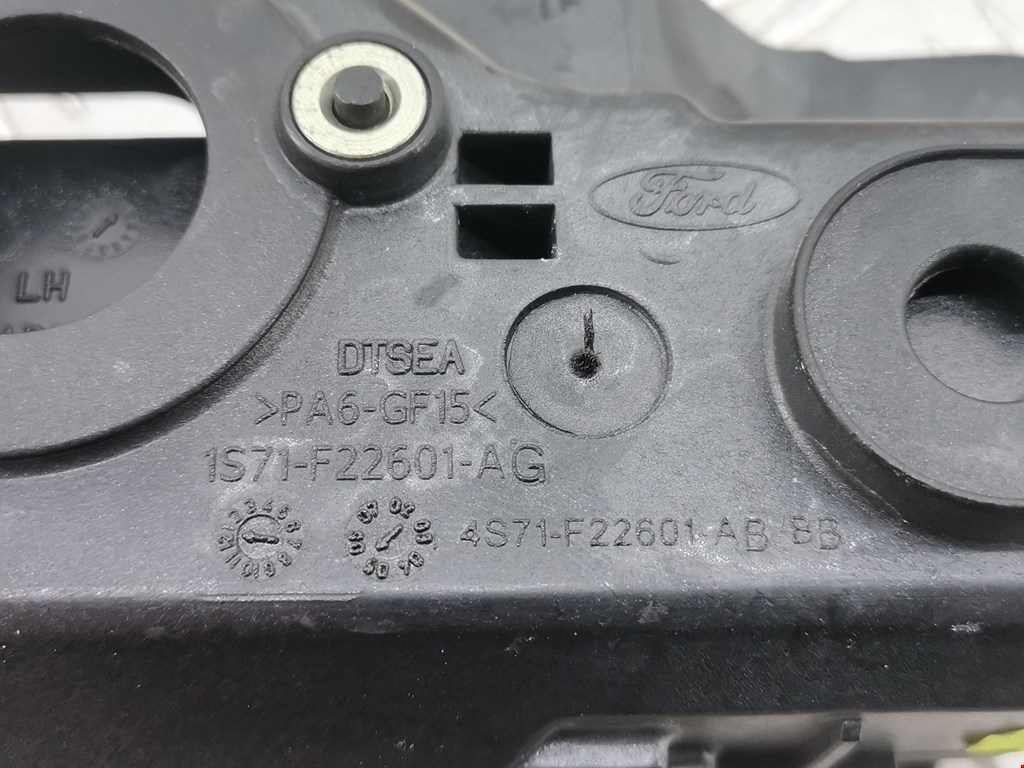 Ford
LH
DTSEA
>PA6-GF15<
1S71-F22601-AG
4S71-F22601-AB/BB